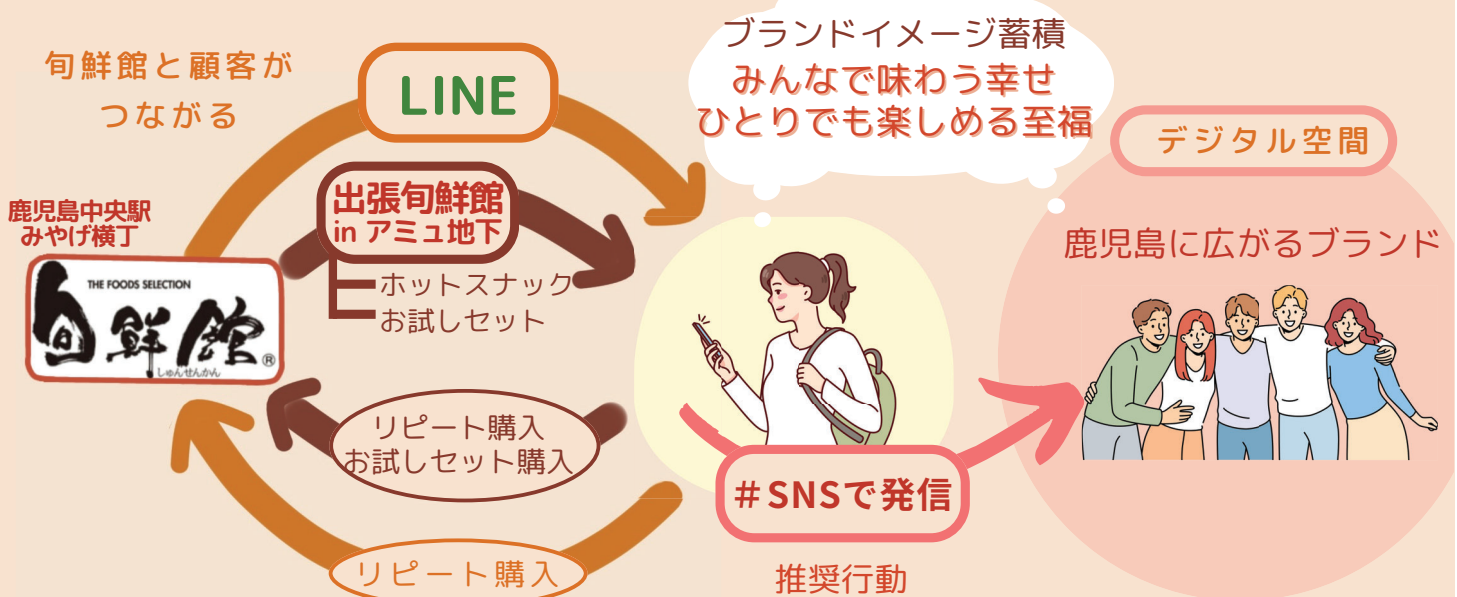 旬鮮館と顧客が
つながる
LINE
鹿児島中央駅
みやげ横丁
THE FOODS SELECTION
旬鮮館®
しゅんせんかん
出張旬鮮館
in アミュ地下
ホットスナック
お試しセット
リピート購入
お試しセット購入
リピート購入
ブランドイメージ蓄積
みんなで味わう幸せ
ひとりでも楽しめる至福
#SNSで発信
推奨行動
デジタル空間
鹿児島に広がるブランド